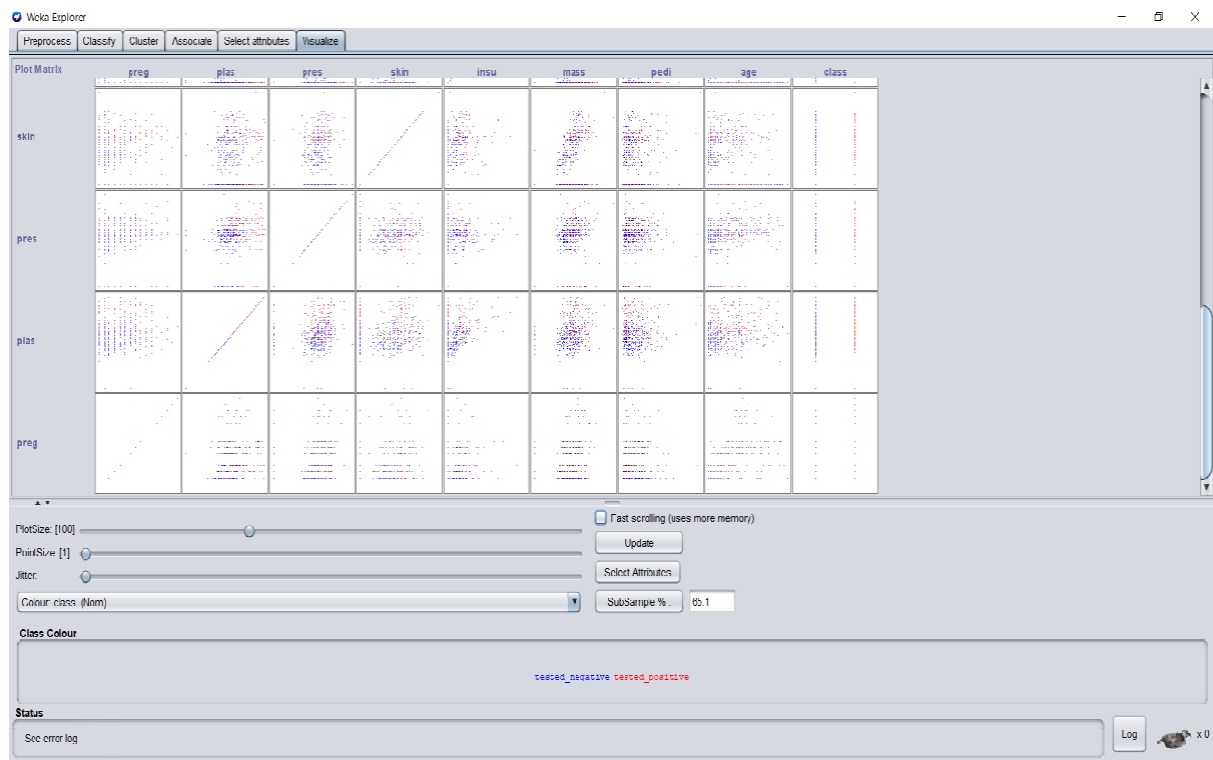 Weka Explorer
Preprocess Classify Cluster Associate Select attributes Visualize
Plot Matrix preg plas pres skin insu mass pedi age class
skin
pres
plas
preg
PlotSize: [100]
Fast scrolling (uses more memory)
Update
PointSize: [1]
Jitter:
Select Attributes
Colour: class (Nom)
SubSample % : 65.1
Class Colour
tested_negative tested_positive
Status
See error log
Log
x 0